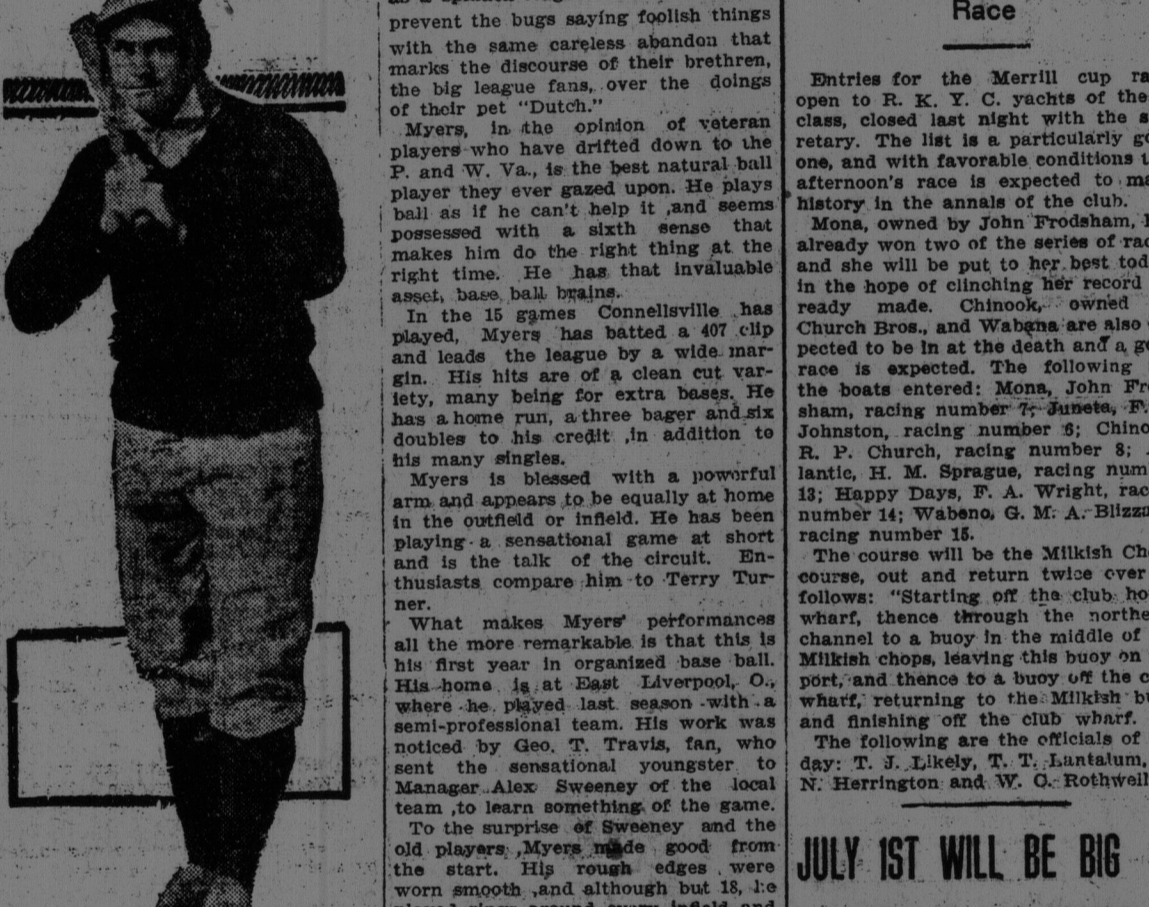 prevent the bugs saying foolish things
with the same careless abandon that
marks the discourse of their brethren,
the big league fans, over the doings
of their pet "Dutch."
Myers, in the opinion of veteran
players who have drifted down to the
P. and W. Va., is the best natural ball
player they ever gazed upon. He plays
ball as if he can't help it ,and seems
possessed with a sixth sense that
makes him do the right thing at the
right time. He has that invaluable
asset, base ball brains.
In the 15 games Connellsville has
played, Myers has batted a 407 clip
and leads the league by a wide mar-
gin. His hits are of a clean cut var-
iety, many being for extra bases. He
has a home run, a three bager and six
doubles to his credit ,in addition to
his many singles.
Myers is blessed with a powerful
arm and appears to be equally at home
in the outfield or infield. He has been
playing a sensational game at short
and is the talk of the circuit. En-
thusiasts compare him to Terry Tur-
ner.
What makes Myers' performances
all the more remarkable is that this is
his first year in organized base ball.
His home is at East Liverpool, O.,
where he played last season with a
semi-professional team. His work was
noticed by Geo. T. Travis, fan, who
sent the sensational youngster to
Manager Alex Sweeney of the local
team ,to learn something of the game.
To the surprise of Sweeney and the
old players ,Myers made good from
the start. His rough edges were
worn smooth ,and although but 18, he
Race
Entries for the Merrill cup ra
open to R. K. Y. C. yachts of the
class, closed last night with the s
retary. The list is a particularly go
one, and with favorable conditions t
afternoon's race is expected to ma
history in the annals of the club.
Mona, owned by John Frodsham, h
already won two of the series of rac
and she will be put to her best tod
in the hope of clinching her record
ready made. Chinook, owned
Church Bros., and Wabana are also
pected to be in at the death and a go
race is expected. The following
the boats entered: Mona, John Fro
sham, racing number 7; Juneta, F.
Johnston, racing number 6; Chino
R. P. Church, racing number 8;
lantic, H. M. Sprague, racing num
13; Happy Days, F. A. Wright, rac
number 14; Wabeno, G. M. A. Blizza
racing number 15.
The course will be the Milkish Ch
course, out and return twice over
follows: "Starting off the club ho
wharf, thence through the northe
channel to a buoy in the middle of
Milkish chops, leaving this buoy on
port, and thence to a buoy off the c
wharf, returning to the Milkish bu
and finishing off the club wharf.
The following are the officials of
day: T. J. Likely, T. T. Lantalum,
N. Herrington and W. O. Rothwell
JULY 1ST WILL BE BIG